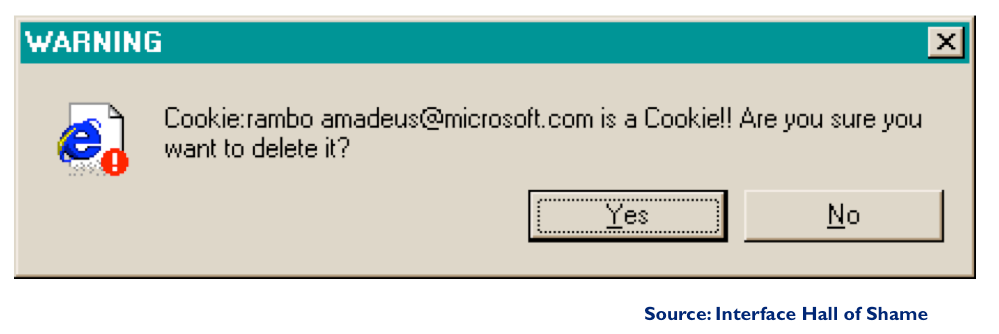 WARNING
Cookie:rambo amadeus@microsoft.com is a Cookie!! Are you sure you
want to delete it?
Yes
No
Source: Interface Hall of Shame